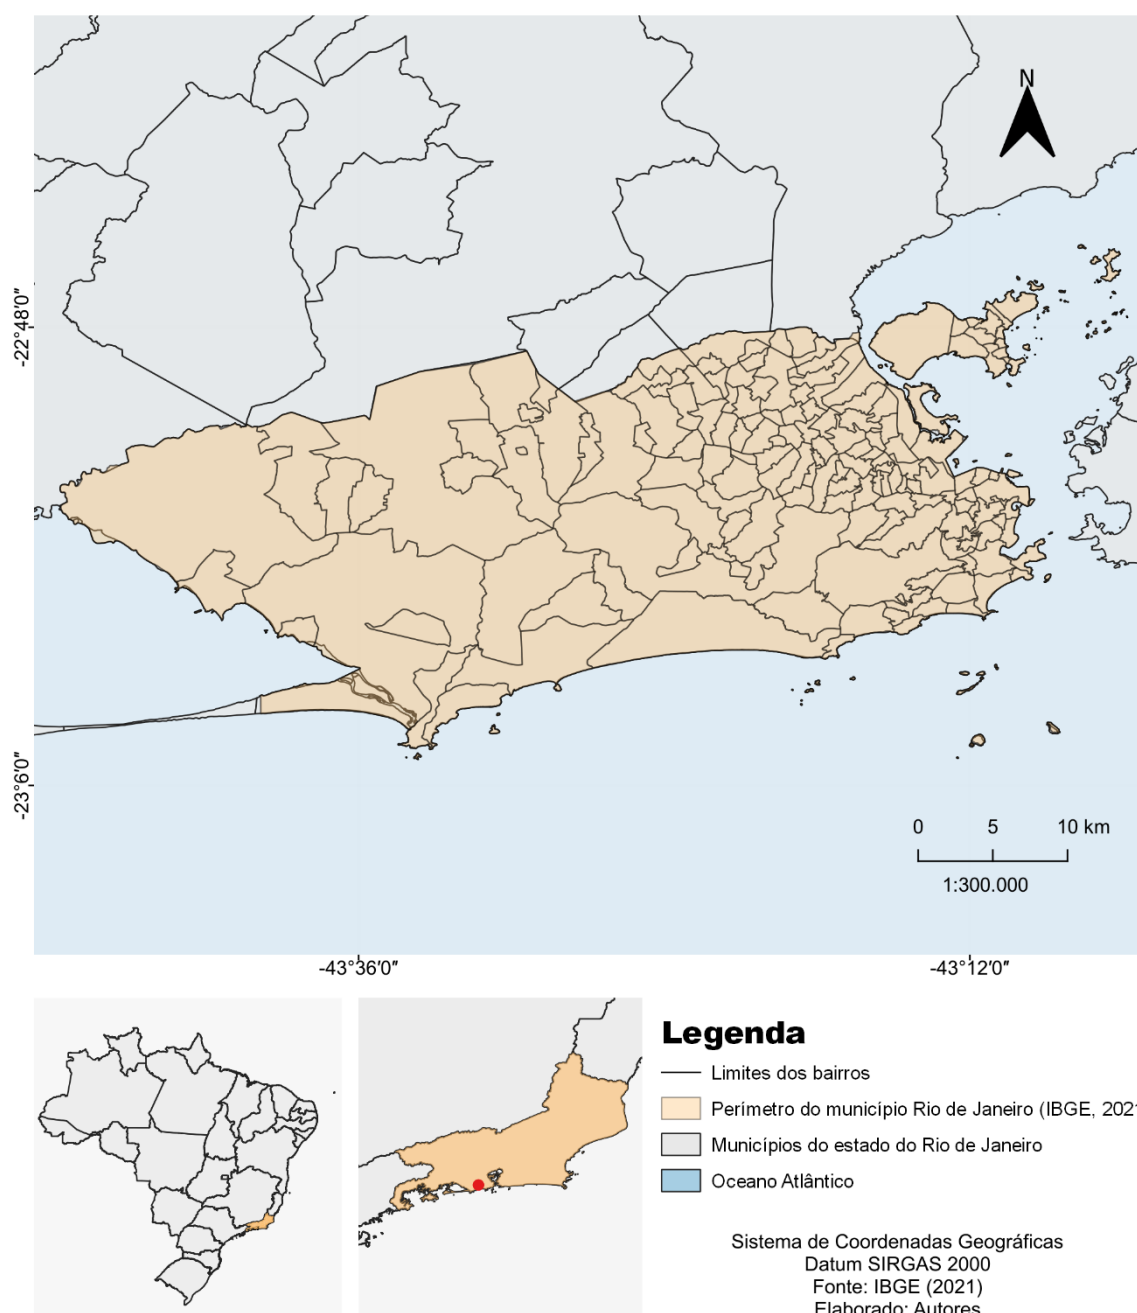 N
-22°48′0″
-23°6′0″
0 5 10 km
1:300.000
-43°36′0″ -43°12′0″
Legenda
Limites dos bairros
Perímetro do município Rio de Janeiro (IBGE, 202
Municípios do estado do Rio de Janeiro
Oceano Atlântico
Sistema de Coordenadas Geográficas
Datum SIRGAS 2000
Fonte: IBGE (2021)
Elaborado: Autores